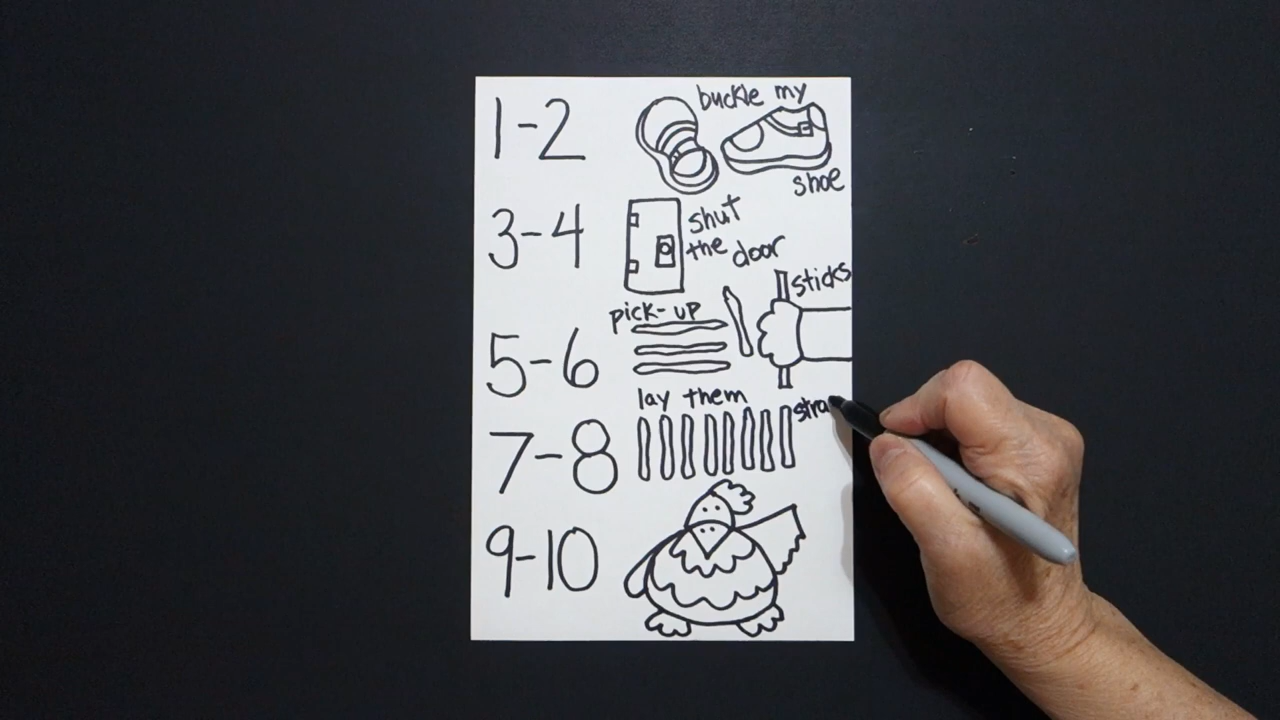 1-2
buckle my
shoe
3-4
shut
the door
sticks
pick-up
5-6
lay them
stra
7-8
9-10